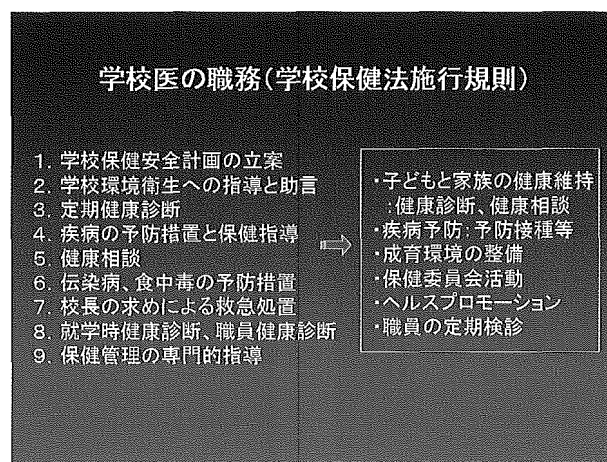 学校医の職務(学校保健法施行規則)
1. 学校保健安全計画の立案
2. 学校環境衛生への指導と助言
3. 定期健康診断
4. 疾病の予防措置と保健指導
5. 健康相談
6. 伝染病、食中毒の予防措置
7. 校長の求めによる救急処置
8. 就学時健康診断、職員健康診断
9. 保健管理の専門的指導
・子どもと家族の健康維持
:健康診断、健康相談
・疾病予防:予防接種等
・成育環境の整備
・保健委員会活動
・ヘルスプロモーション
・職員の定期検診